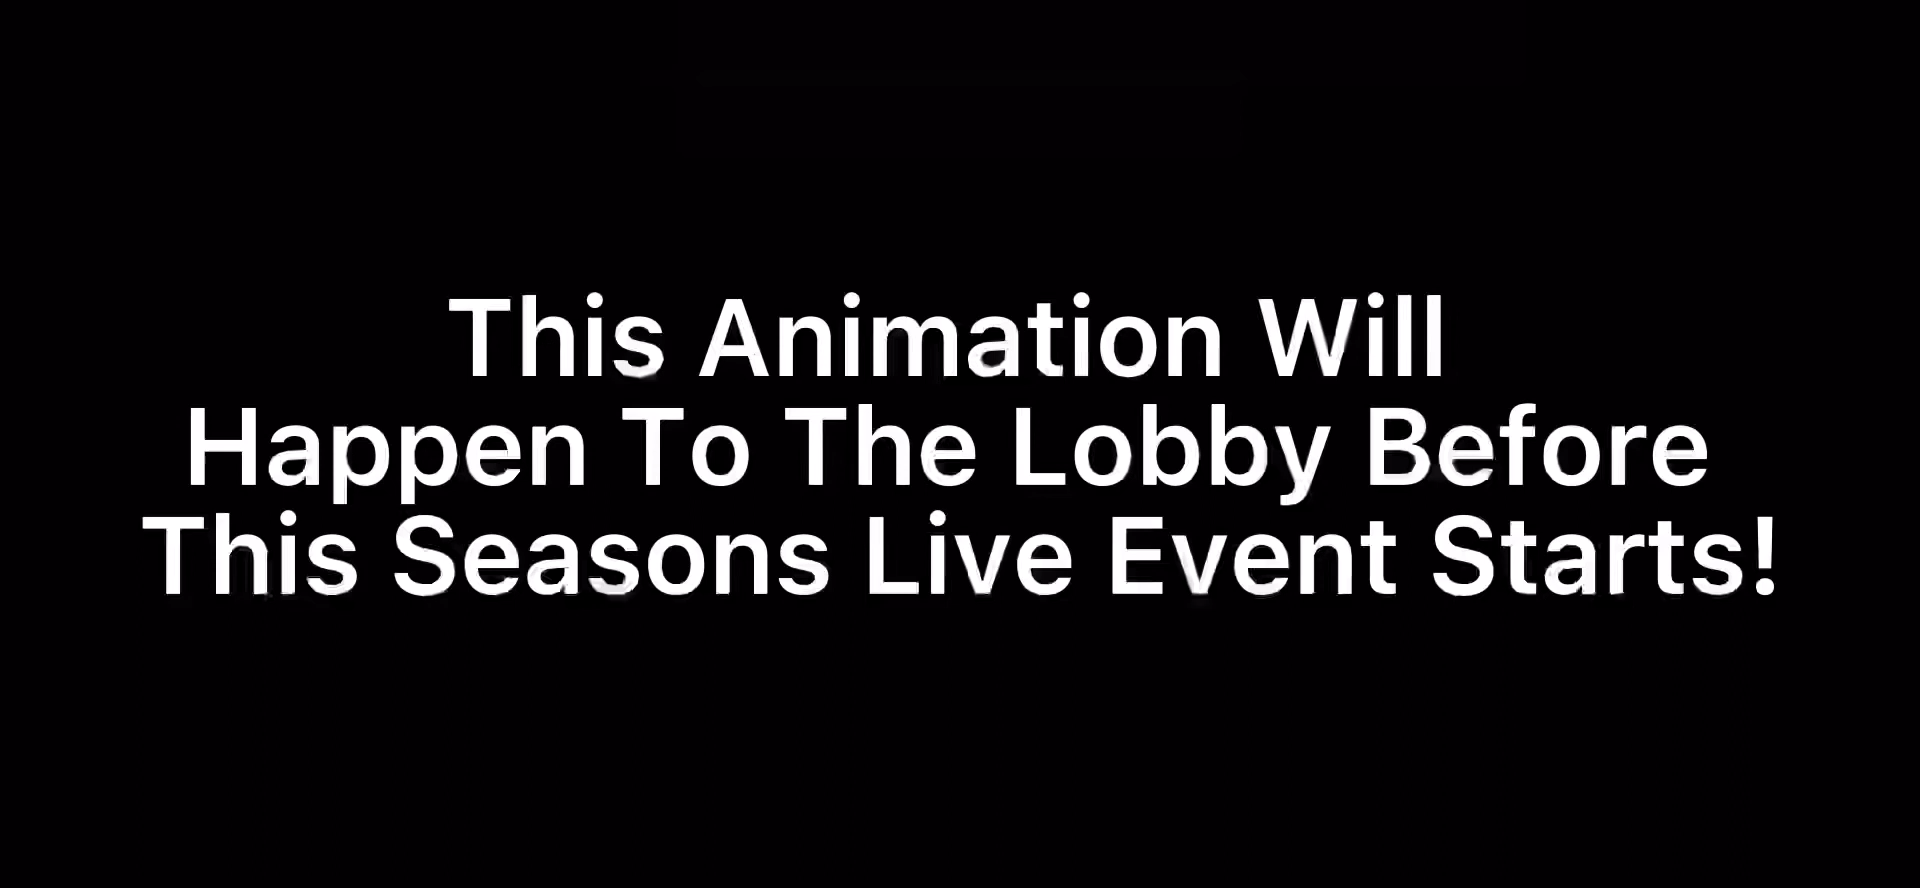 This Animation Will
Happen To The Lobby Before
This Seasons Live Event Starts!